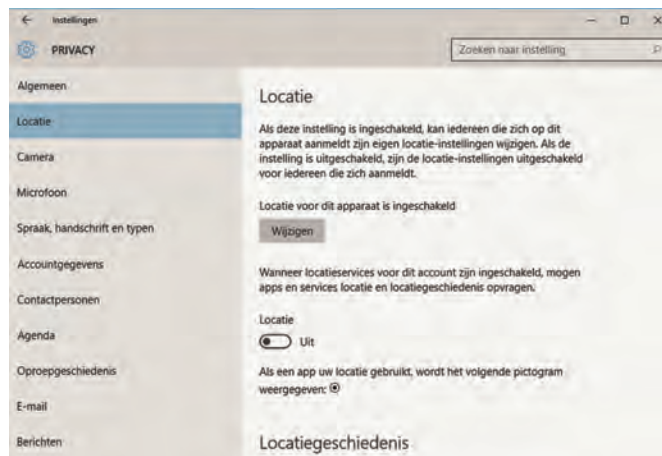 Instellingen
PRIVACY
Zoeken naar instelling
Algemeen
Locatie
Camera
Microfoon
Spraak, handschrift en typen
Accountgegevens
Contactpersonen
Agenda
Oproepgeschiedenis
E-mail
Berichten
Locatie
Als deze instelling is ingeschakeld, kan iedereen die zich op dit
apparaat aanmeldt zijn eigen locatie-instellingen wijzigen. Als de
instelling is uitgeschakeld, zijn de locatie-instellingen uitgeschakeld
voor iedereen die zich aanmeldt.
Locatie voor dit apparaat is ingeschakeld
Wijzigen
Wanneer locatieservices voor dit account zijn ingeschakeld, mogen
apps en services locatie en locatiegeschiedenis opvragen.
Locatie
Uit
Als een app uw locatie gebruikt, wordt het volgende pictogram
weergegeven:
Locatiegeschiedenis